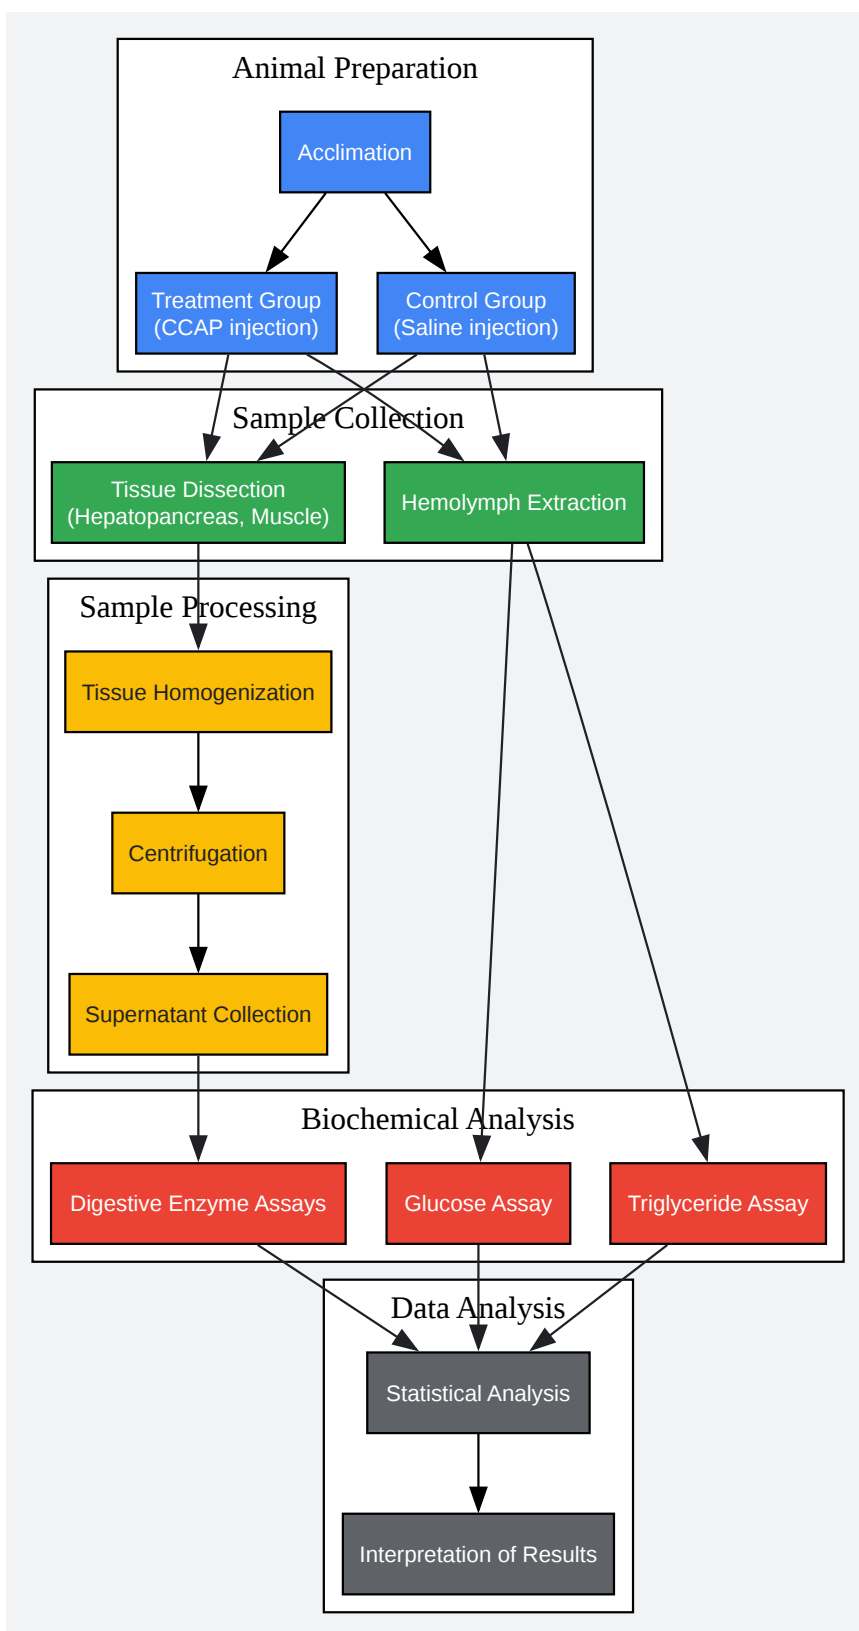 Animal Preparation
Acclimation
Treatment Group
(CCAP injection)
Control Group
(Saline injection)
Sample Collection
Tissue Dissection
(Hepatopancreas, Muscle)
Hemolymph Extraction
Sample Processing
Tissue Homogenization
Centrifugation
Supernatant Collection
Biochemical Analysis
Digestive Enzyme Assays
Glucose Assay
Triglyceride Assay
Data Analysis
Statistical Analysis
Interpretation of Results